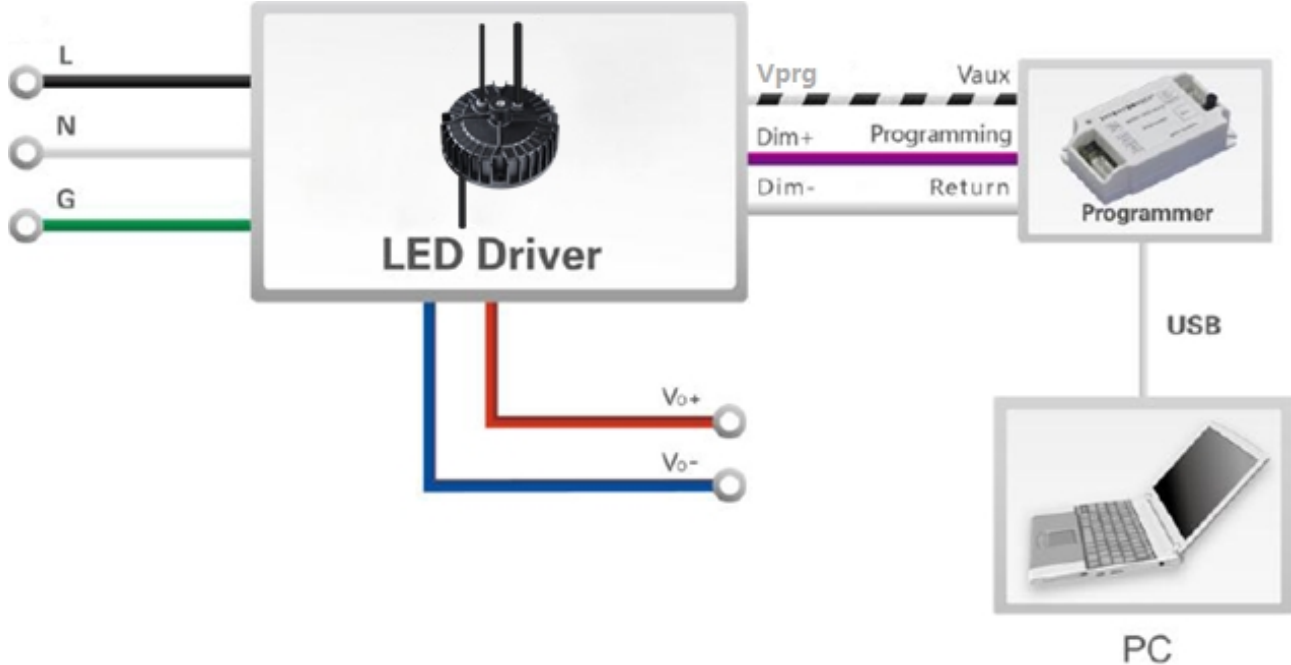 L
N
G
LED Driver
Vprg Vaux
Dim+ Programming
Dim- Return
Programmer
USB
Vo+
Vo-
PC